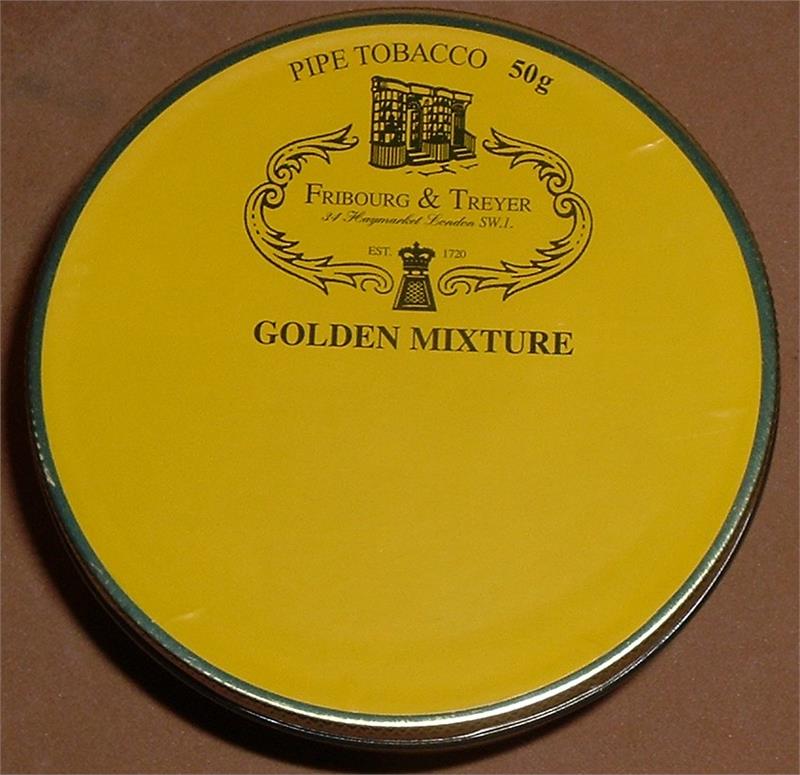 PIPE TOBACCO 50g
FRIBOURG & TREYER
34 Haymarket London SW.1.
EST. 1720
GOLDEN MIXTURE